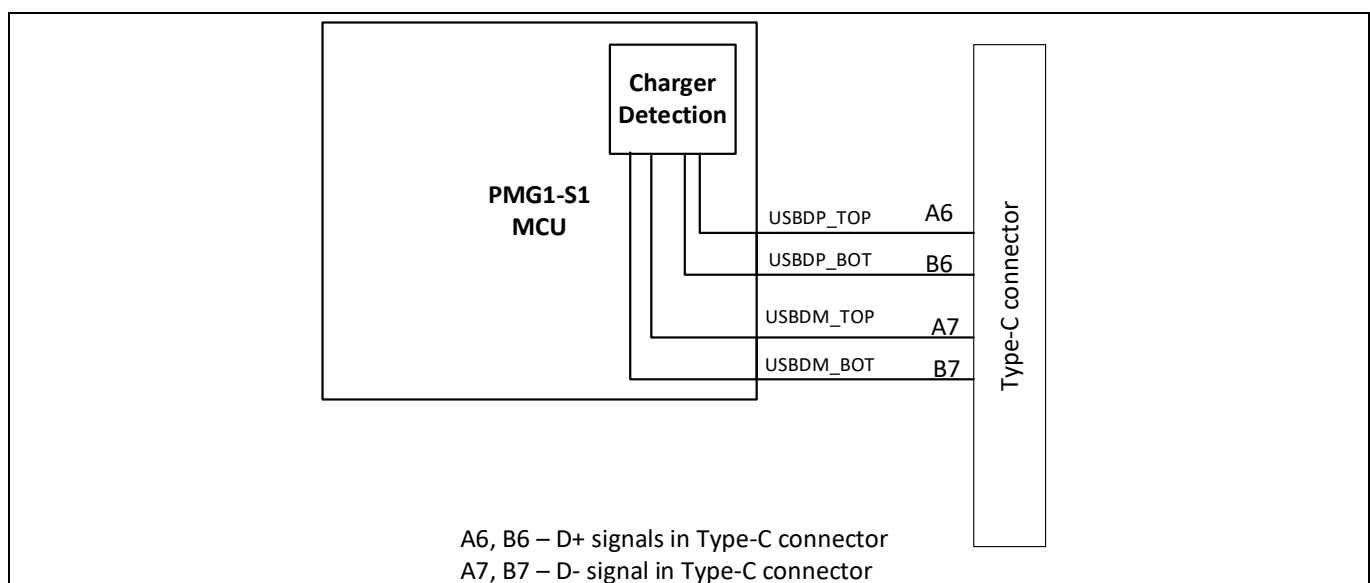 Charger
Detection
PMG1-S1
MCU
USBDP_TOP A6
USBDP_BOT B6
USBDM_TOP A7
USBDM_BOT B7
Type-C connector
A6, B6 – D+ signals in Type-C connector
A7, B7 – D- signal in Type-C connector